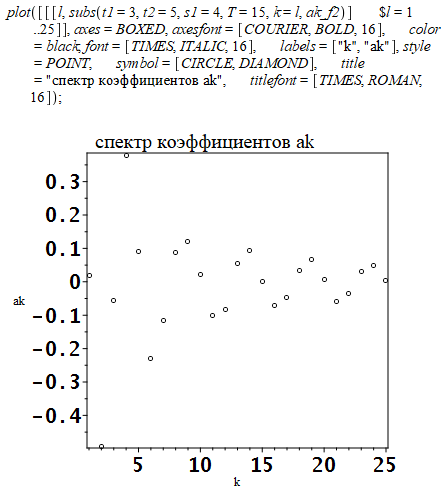 plot([[[l, subs(t1 = 3, t2 = 5, s1 = 4, T = 15, k = l, ak_f2)] $l = 1
..25]], axes = BOXED, axesfont = [COURIER, BOLD, 16], color
= black, font = [TIMES, ITALIC, 16], labels = ["k", "ak"], style
= POINT, symbol = [CIRCLE, DIAMOND], title
= "спектр коэффициентов ak", titlefont = [TIMES, ROMAN,
16]);
спектр коэффициентов ak
0.3
0.2
0.1
0
ak
-0.1
-0.2
-0.3
-0.4
5 10 15 20 25
k